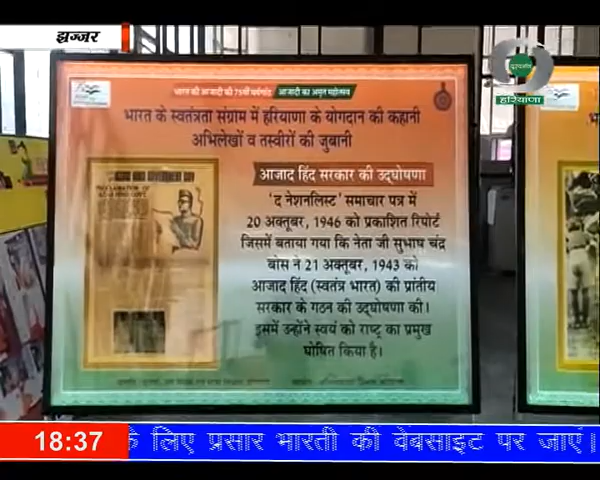 झज्जर
दूरदर्शन
हरियाणा
भारत की आजादी की 75वीं वर्षगांठ आजादी का अमृत महोत्सव
भारत के स्वतंत्रता संग्राम में हरियाणा के योगदान की कहानी
अभिलेखों व तस्वीरों की जुबानी
आजाद हिंद सरकार की उद्घोषणा
'द नेशनलिस्ट' समाचार पत्र में
20 अक्तूबर, 1946 को प्रकाशित रिपोर्ट
जिसमें बताया गया कि नेता जी सुभाष चंद्र
बोस ने 21 अक्तूबर, 1943 को
आजाद हिंद (स्वतंत्र भारत) की प्रांतीय
सरकार के गठन की उद्घोषणा की।
इसमें उन्होंने स्वयं को राष्ट्र का प्रमुख
घोषित किया है।
18:37 के लिए प्रसार भारती की वेबसाइट पर जाएं।